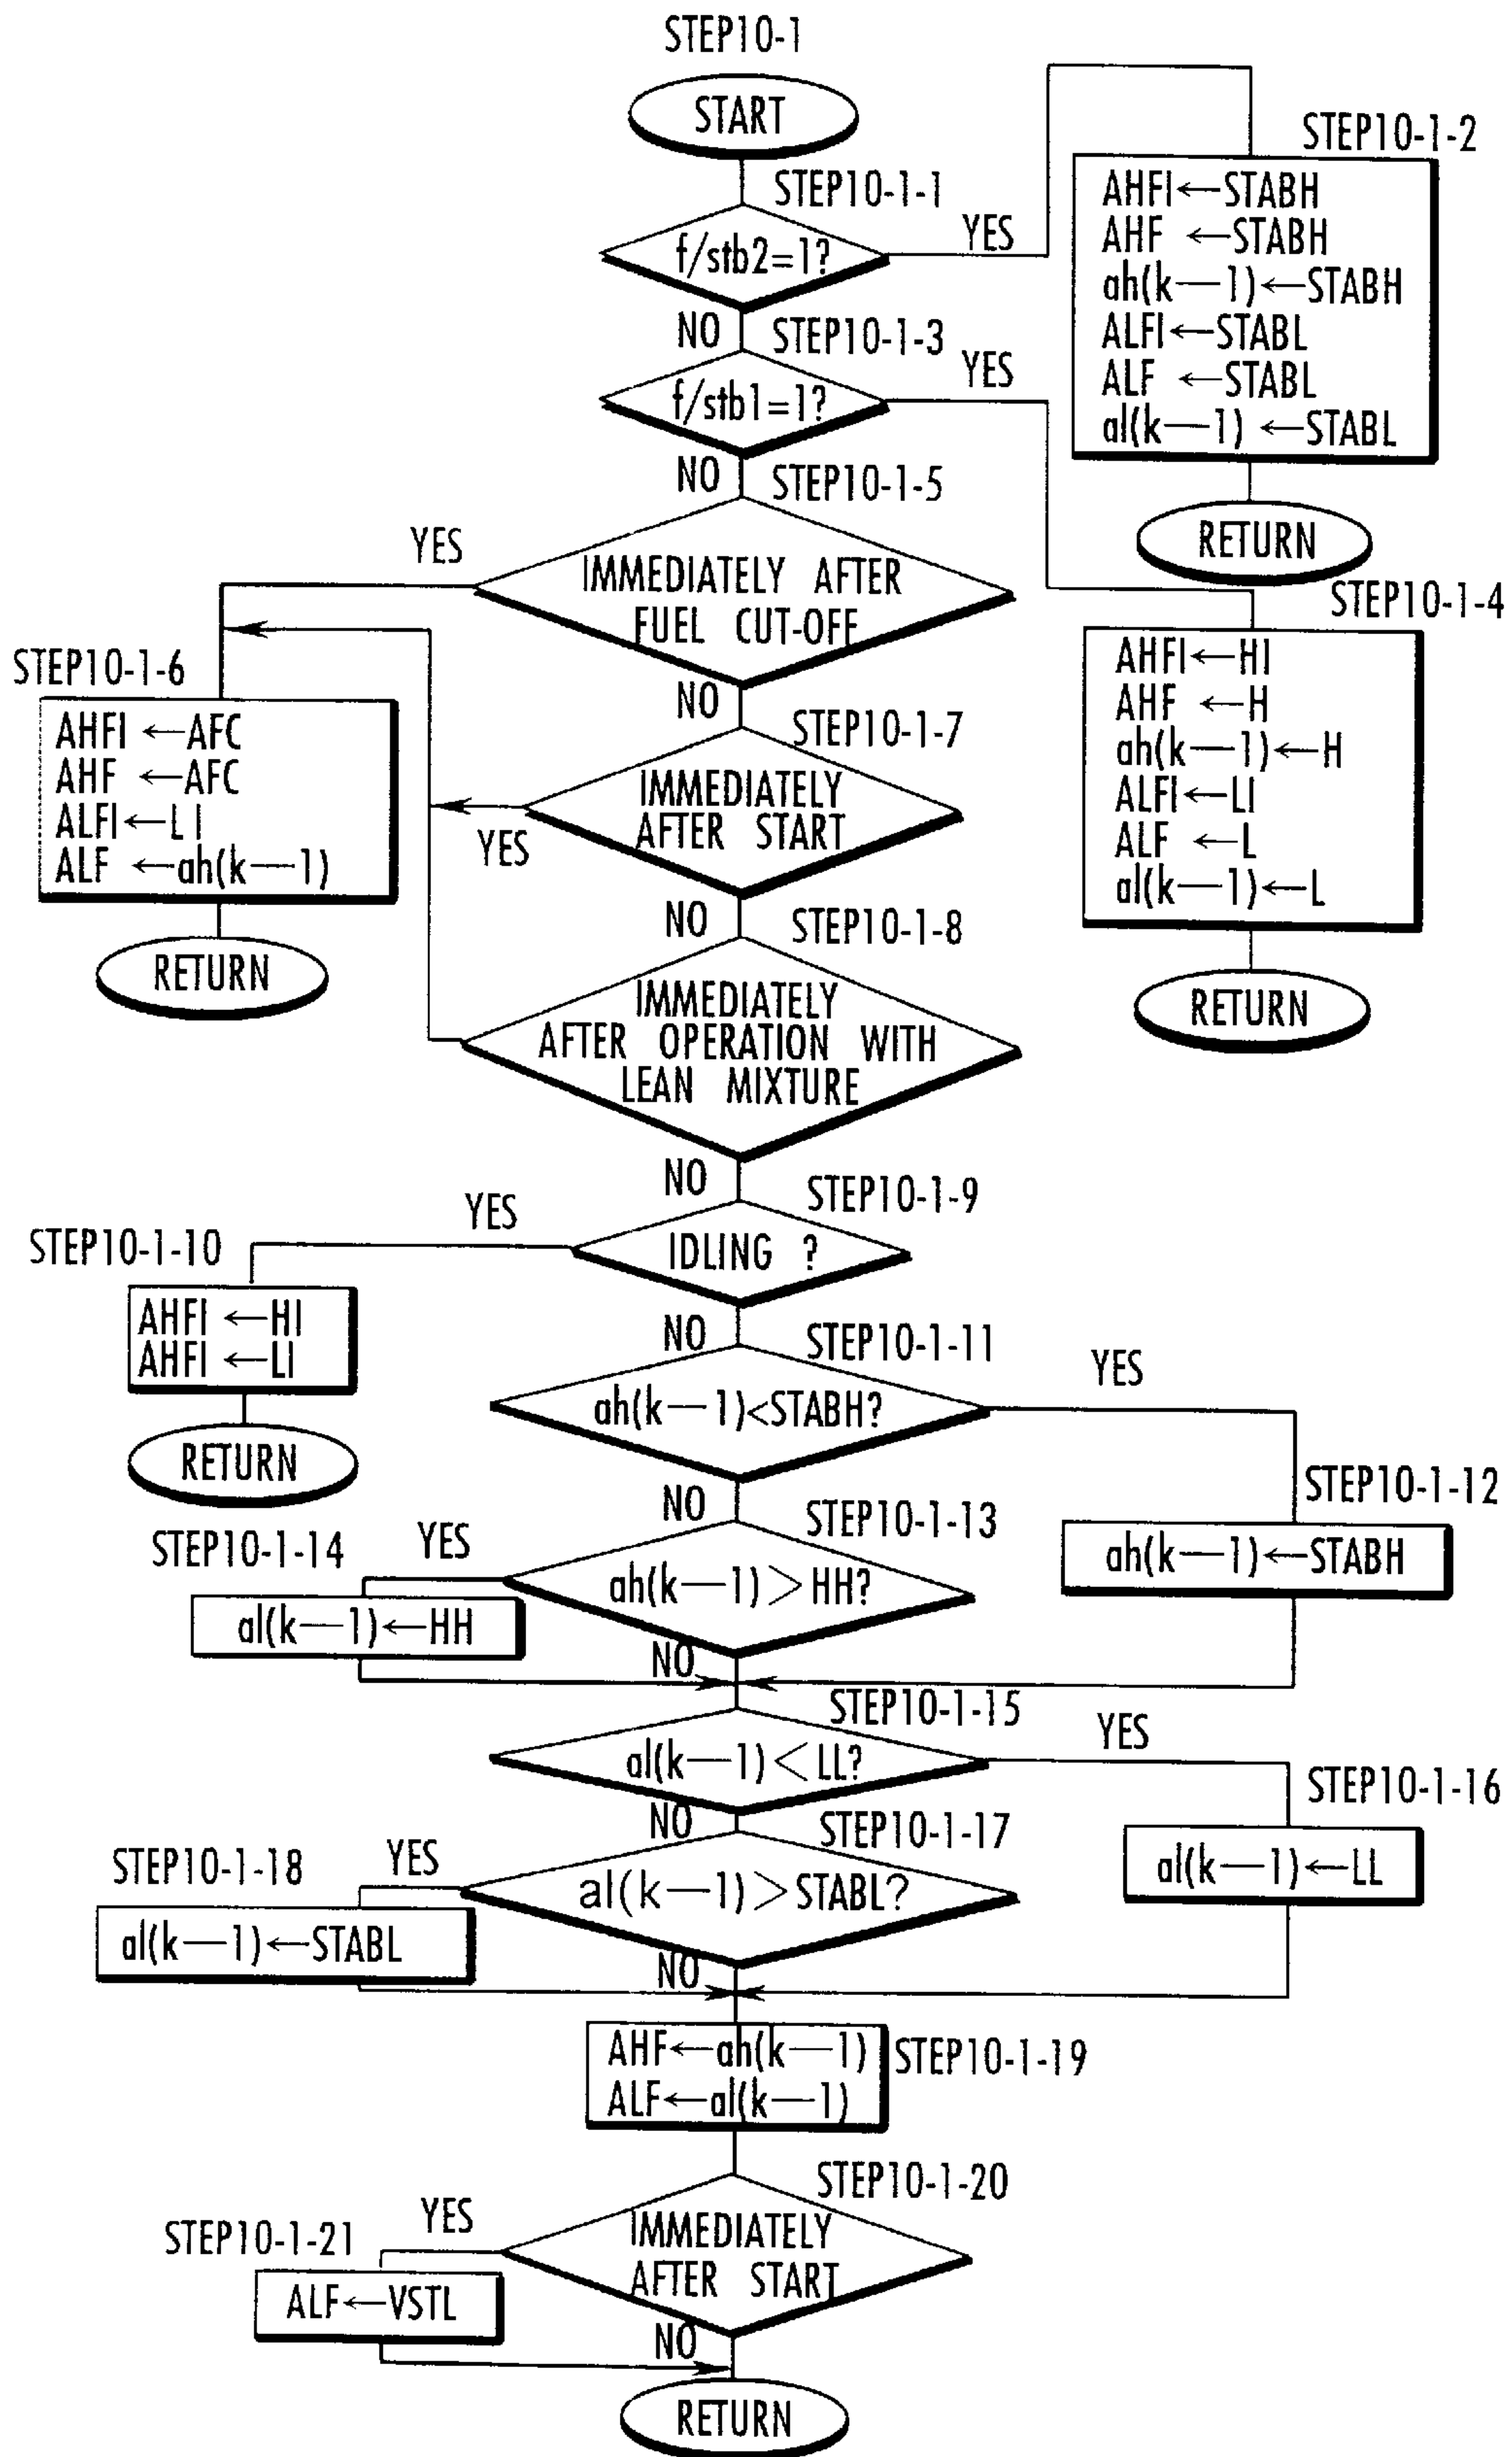 STEP10-1
START
STEP10-1-1
f/stb2=1?
YES
STEP10-1-2
AHFI←STABH
AHF ←STABH
ah(k—1)←STABH
ALFI←STABL
ALF ←STABL
al(k—1) ←STABL
RETURN
NO
STEP10-1-3
f/stb1=1?
YES
STEP10-1-4
AHFI←HI
AHF ←H
ah(k—1)←H
ALFI←LI
ALF ←L
al(k—1)←L
RETURN
NO
STEP10-1-5
IMMEDIATELY AFTER
FUEL CUT-OFF
YES
STEP10-1-6
AHFI ←AFC
AHF ←AFC
ALFI←LI
ALF ←ah(k—1)
RETURN
NO
STEP10-1-7
IMMEDIATELY
AFTER START
YES
NO
STEP10-1-8
IMMEDIATELY
AFTER OPERATION WITH
LEAN MIXTURE
NO
STEP10-1-9
IDLING ?
YES
STEP10-1-10
AHFI ←HI
AHFI ←LI
RETURN
NO
STEP10-1-11
ah(k—1)<STABH?
YES
STEP10-1-12
ah(k—1)←STABH
NO
STEP10-1-13
ah(k—1)>HH?
YES
STEP10-1-14
al(k—1)←HH
NO
STEP10-1-15
al(k—1)<LL?
YES
STEP10-1-16
al(k—1)←LL
NO
STEP10-1-17
al(k—1)>STABL?
YES
STEP10-1-18
al(k—1)←STABL
NO
AHF←ah(k—1)
ALF←al(k—1)
STEP10-1-19
STEP10-1-20
IMMEDIATELY
AFTER START
YES
STEP10-1-21
ALF←VSTL
NO
RETURN